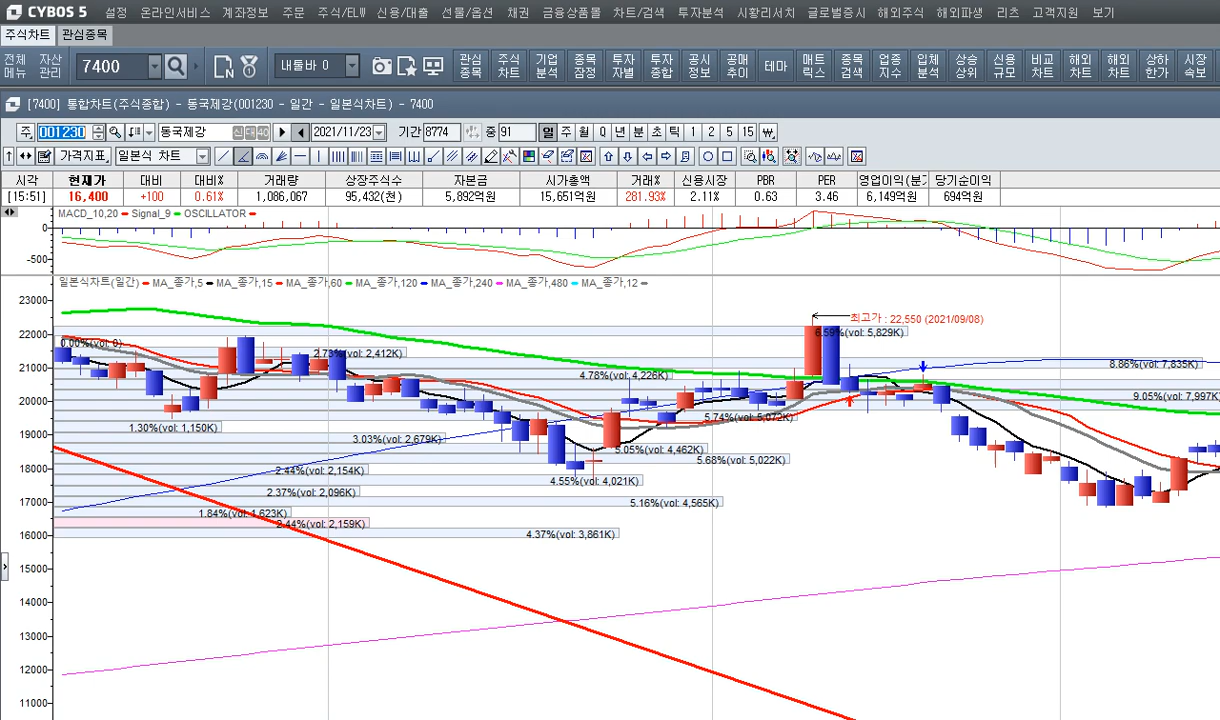 CYBOS 5 설정 온라인서비스 계좌정보 주문 주식/ELW 신용/대출 선물/옵션 채권 금융상품몰 차트/검색 투자분석 시황리서치 글로벌증시 해외주식 해외파생 리츠 고객지원 보기
주식차트 관심종목
전체메뉴 자산관리 7400 내툴바 0 관심종목 주식차트 기업분석 종목잠정 투자자별 투자종합 공시정보 공매추이 테마 매트릭스 종목검색 업종지수 입체분석 상승상위 신용규모 비교차트 해외차트 해외차트 상하한가 시장속보
[7400] 통합차트(주식종합) - 동국제강(001230 - 일간 - 일본식차트) - 7400
주 001230 동국제강 신 대 40 2021/11/23 기간 8774 중 91 일 주 월 Q 년 분 초 틱 1 2 5 15 ₩
가격지표 일본식 차트
시각 현재가 대비 대비% 거래량 상장주식수 자본금 시가총액 거래% 신용시장 PBR PER 영업이익(분기 당기순이익
[15:51] 16,400 +100 0.61% 1,086,067 95,432(천) 5,892억원 15,651억원 281.93% 2.11% 0.63 3.46 6,149억원 694억원
MACD_10,20 Signal_9 OSCILLATOR
0
-500
일본식차트(일간) MA_종가,5 MA_종가,15 MA_종가,60 MA_종가,120 MA_종가,240 MA_종가,480 MA_종가,12
23000
최고가 : 22,550 (2021/09/08)
22000
6.59%(vol: 5,829K)
0.00%(vol: 0)
2.73%(vol: 2,412K)
21000
8.86%(vol: 7,835K)
4.78%(vol: 4,226K)
9.05%(vol: 7,997K)
20000
5.74%(vol: 5,072K)
1.30%(vol: 1,150K)
19000
3.03%(vol: 2,679K)
5.05%(vol: 4,462K)
5.68%(vol: 5,022K)
18000
2.44%(vol: 2,154K)
4.55%(vol: 4,021K)
2.37%(vol: 2,096K)
17000
5.16%(vol: 4,565K)
1.84%(vol: 1,623K)
2.44%(vol: 2,159K)
16000
4.37%(vol: 3,861K)
15000
14000
13000
12000
11000